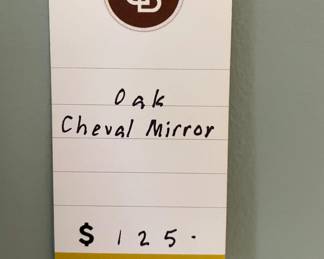 Oak
Cheval Mirror
$ 125.